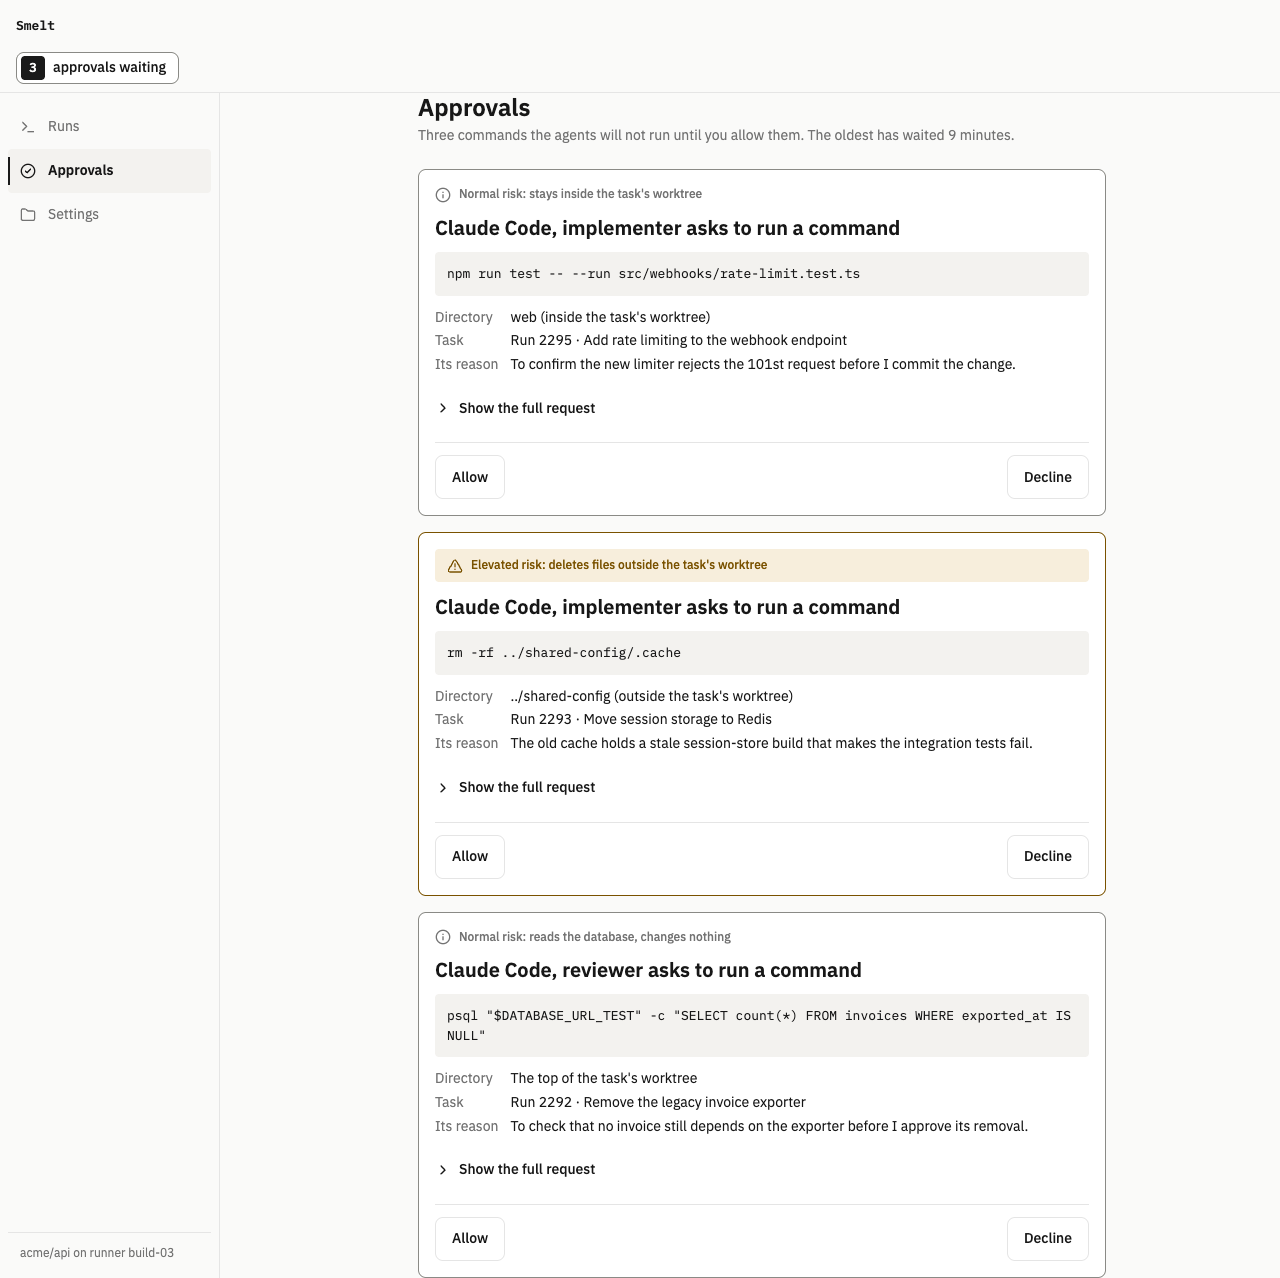 Smelt
3 approvals waiting
Runs
Approvals
Settings
acme/api on runner build-03
Approvals
Three commands the agents will not run until you allow them. The oldest has waited 9 minutes.
Normal risk: stays inside the task's worktree
Claude Code, implementer asks to run a command
npm run test -- --run src/webhooks/rate-limit.test.ts
Directory web (inside the task's worktree)
Task Run 2295 · Add rate limiting to the webhook endpoint
Its reason To confirm the new limiter rejects the 101st request before I commit the change.
Show the full request
Allow Decline
Elevated risk: deletes files outside the task's worktree
Claude Code, implementer asks to run a command
rm -rf ../shared-config/.cache
Directory ../shared-config (outside the task's worktree)
Task Run 2293 · Move session storage to Redis
Its reason The old cache holds a stale session-store build that makes the integration tests fail.
Show the full request
Allow Decline
Normal risk: reads the database, changes nothing
Claude Code, reviewer asks to run a command
psql "$DATABASE_URL_TEST" -c "SELECT count(*) FROM invoices WHERE exported_at IS
NULL"
Directory The top of the task's worktree
Task Run 2292 · Remove the legacy invoice exporter
Its reason To check that no invoice still depends on the exporter before I approve its removal.
Show the full request
Allow Decline